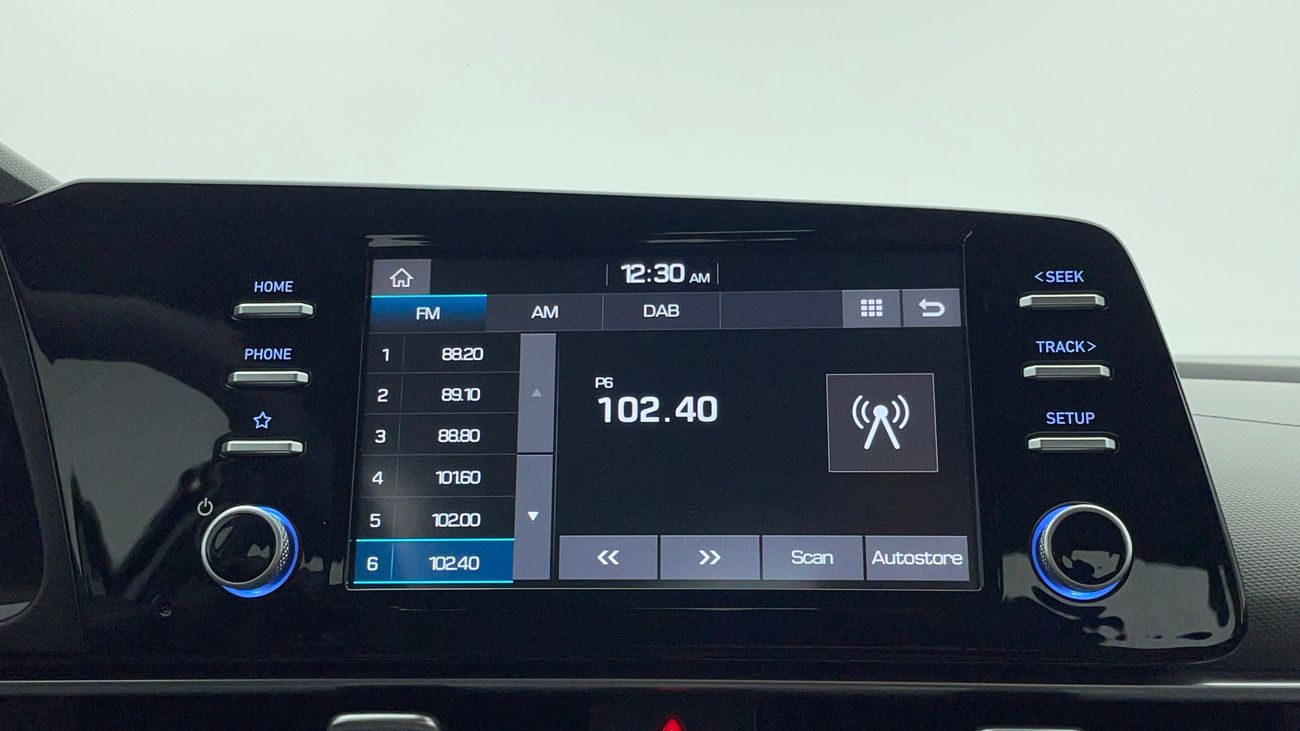 HOME
PHONE
12:30 AM
FM AM DAB
1 88.20
2 89.10
3 88.80
4 101.60
5 102.00
6 102.40
P6
102.40
<< >> Scan Autostore
<SEEK
TRACK>
SETUP